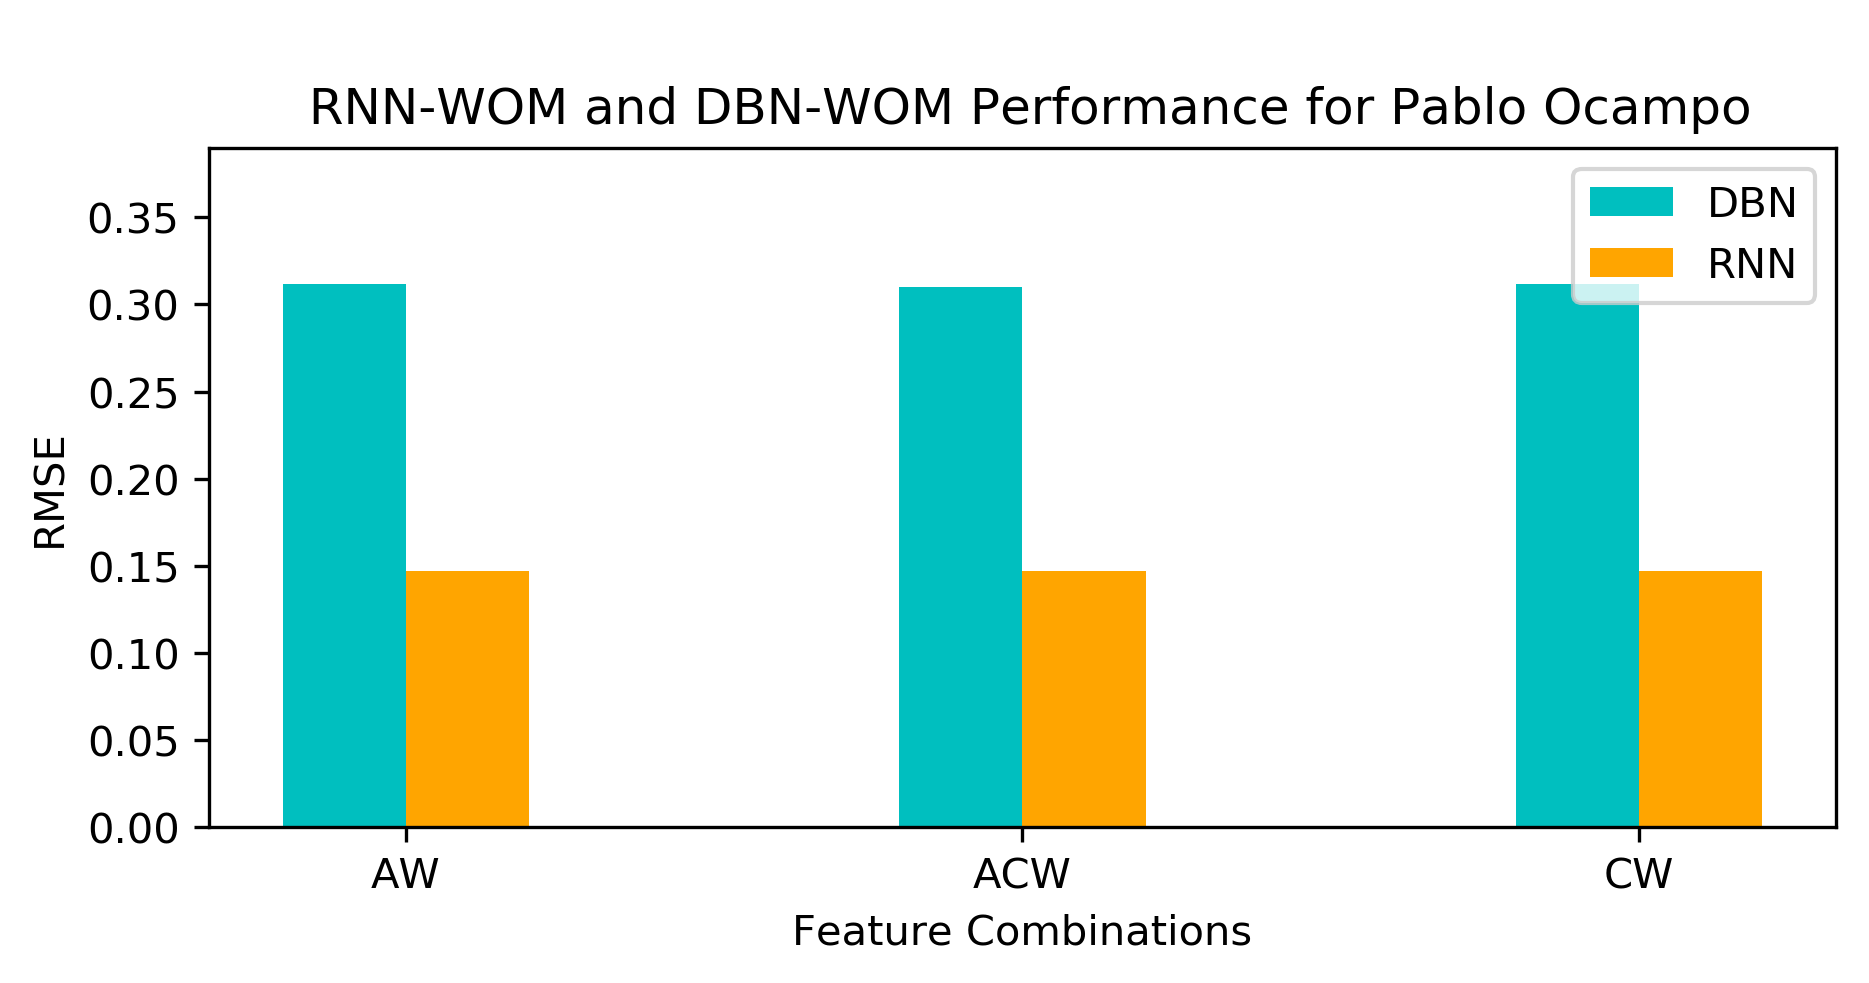 RNN-WOM and DBN-WOM Performance for Pablo Ocampo
DBN
RNN
0.35
0.30
0.25
0.20
0.15
0.10
0.05
0.00
RMSE
AW
ACW
CW
Feature Combinations